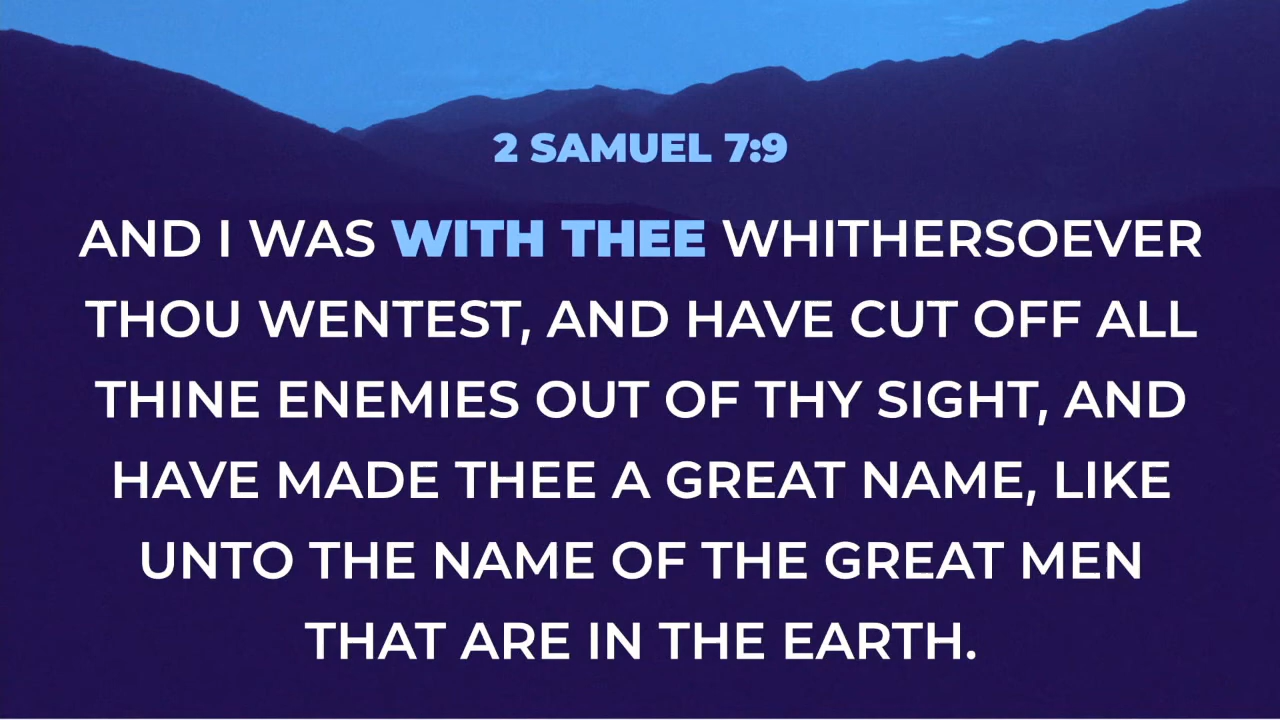 2 SAMUEL 7:9
AND I WAS WITH THEE WHITHERSOEVER
THOU WENTEST, AND HAVE CUT OFF ALL
THINE ENEMIES OUT OF THY SIGHT, AND
HAVE MADE THEE A GREAT NAME, LIKE
UNTO THE NAME OF THE GREAT MEN
THAT ARE IN THE EARTH.